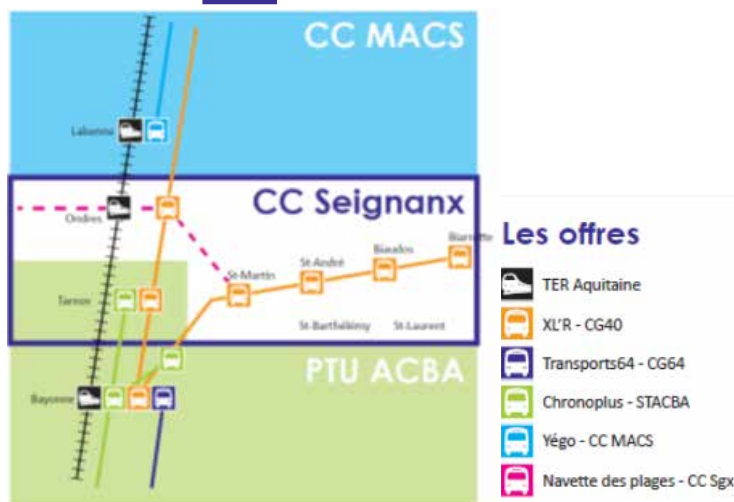 CC MACS
Labenne
CC Seignanx
Ondres
Biarrotte
Biaudos
St-André
St-Martin
Tarnos
St-Barthélémy
St-Laurent
PTU ACBA
Bayonne
Les offres
TER Aquitaine
XL'R - CG40
Transports64 - CG64
Chronoplus - STACBA
Yégo - CC MACS
Navette des plages - CC Sgx